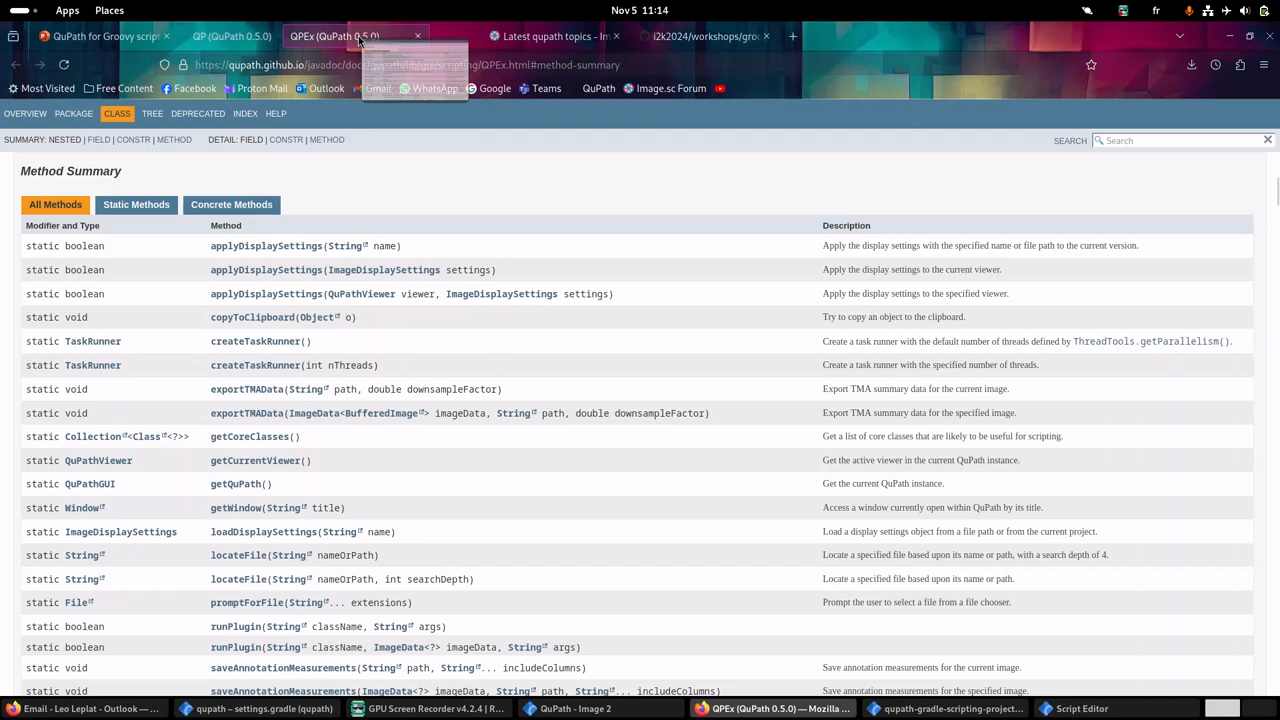 Apps Places Nov 5 11:14 fr
QuPath for Groovy script QP (QuPath 0.5.0) QPEx (QuPath 0.5.0) Latest qupath topics - Im i2k2024/workshops/groo
https://qupath.github.io/javadoc/docs/qupath/lib/gui/scripting/QPEx.html#method-summary
Most Visited Free Content Facebook Proton Mail Outlook Gmail WhatsApp Google Teams QuPath Image.sc Forum
OVERVIEW PACKAGE CLASS TREE DEPRECATED INDEX HELP
SUMMARY: NESTED | FIELD | CONSTR | METHOD DETAIL: FIELD | CONSTR | METHOD SEARCH Search
Method Summary
All Methods Static Methods Concrete Methods
Modifier and Type Method Description
static boolean applyDisplaySettings(String name) Apply the display settings with the specified name or file path to the current version.
static boolean applyDisplaySettings(ImageDisplaySettings settings) Apply the display settings to the current viewer.
static boolean applyDisplaySettings(QuPathViewer viewer, ImageDisplaySettings settings) Apply the display settings to the specified viewer.
static void copyToClipboard(Object o) Try to copy an object to the clipboard.
static TaskRunner createTaskRunner() Create a task runner with the default number of threads defined by ThreadTools.getParallelism().
static TaskRunner createTaskRunner(int nThreads) Create a task runner with the specified number of threads.
static void exportTMAData(String path, double downsampleFactor) Export TMA summary data for the current image.
static void exportTMAData(ImageData<BufferedImage> imageData, String path, double downsampleFactor) Export TMA summary data for the specified image.
static Collection<Class<?>> getCoreClasses() Get a list of core classes that are likely to be useful for scripting.
static QuPathViewer getCurrentViewer() Get the active viewer in the current QuPath instance.
static QuPathGUI getQuPath() Get the current QuPath instance.
static Window getWindow(String title) Access a window currently open within QuPath by its title.
static ImageDisplaySettings loadDisplaySettings(String name) Load a display settings object from a file path or from the current project.
static String locateFile(String nameOrPath) Locate a specified file based upon its name or path, with a search depth of 4.
static String locateFile(String nameOrPath, int searchDepth) Locate a specified file based upon its name or path.
static File promptForFile(String... extensions) Prompt the user to select a file from a file chooser.
static boolean runPlugin(String className, String args)
static boolean runPlugin(String className, ImageData<?> imageData, String args)
static void saveAnnotationMeasurements(String path, String... includeColumns) Save annotation measurements for the current image.
static void saveAnnotationMeasurements(ImageData<?> imageData, String path, String... includeColumns) Save annotation measurements for the specified image.
Email - Leo Leplat - Outlook — ... qupath – settings.gradle (qupath) GPU Screen Recorder v4.2.4 | R... QuPath - Image 2 QPEx (QuPath 0.5.0) — Mozilla ... qupath-gradle-scripting-project... Script Editor